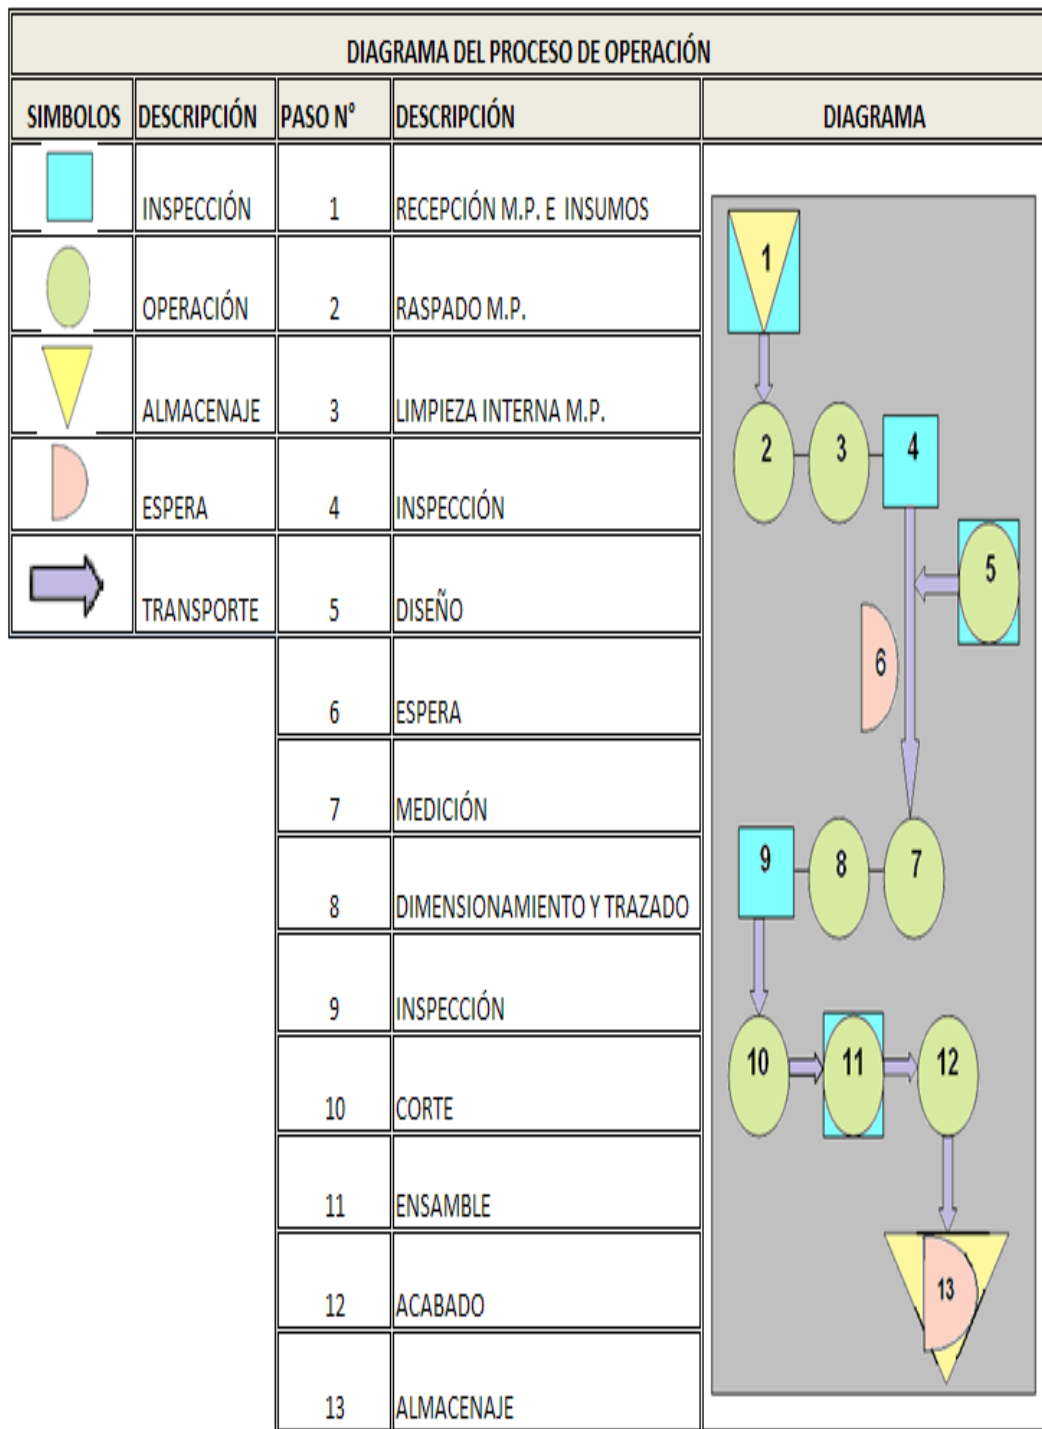 DIAGRAMA DEL PROCESO DE OPERACIÓN
SIMBOLOS DESCRIPCIÓN PASO N° DESCRIPCIÓN DIAGRAMA
INSPECCIÓN 1 RECEPCIÓN M.P. E INSUMOS
OPERACIÓN 2 RASPADO M.P.
ALMACENAJE 3 LIMPIEZA INTERNA M.P.
ESPERA 4 INSPECCIÓN
TRANSPORTE 5 DISEÑO
6 ESPERA
7 MEDICIÓN
8 DIMENSIONAMIENTO Y TRAZADO
9 INSPECCIÓN
10 CORTE
11 ENSAMBLE
12 ACABADO
13 ALMACENAJE
1
2 3 4
5
6
9 8 7
10 11 12
13